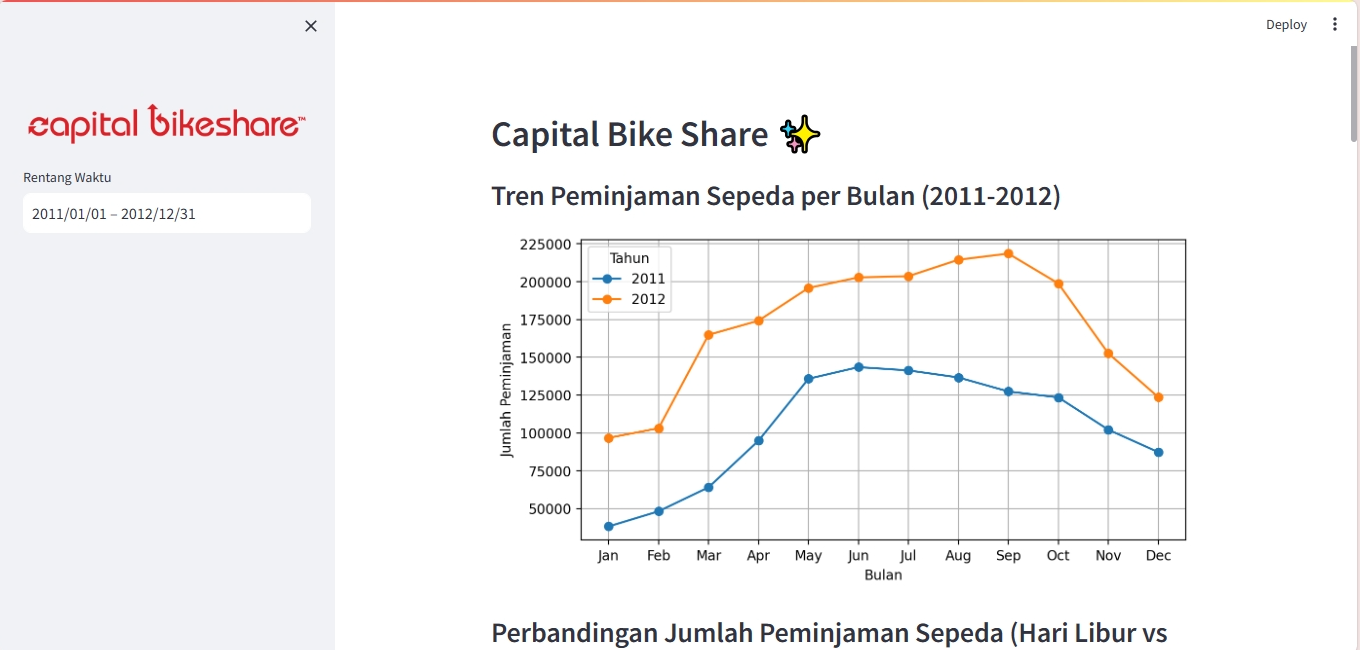 Deploy
capital bikeshare™
Rentang Waktu
2011/01/01 – 2012/12/31
Capital Bike Share
Tren Peminjaman Sepeda per Bulan (2011-2012)
225000
200000
175000
150000
125000
100000
75000
50000
Jumlah Peminjaman
Tahun
2011
2012
Jan Feb Mar Apr May Jun Jul Aug Sep Oct Nov Dec
Bulan
Perbandingan Jumlah Peminjaman Sepeda (Hari Libur vs